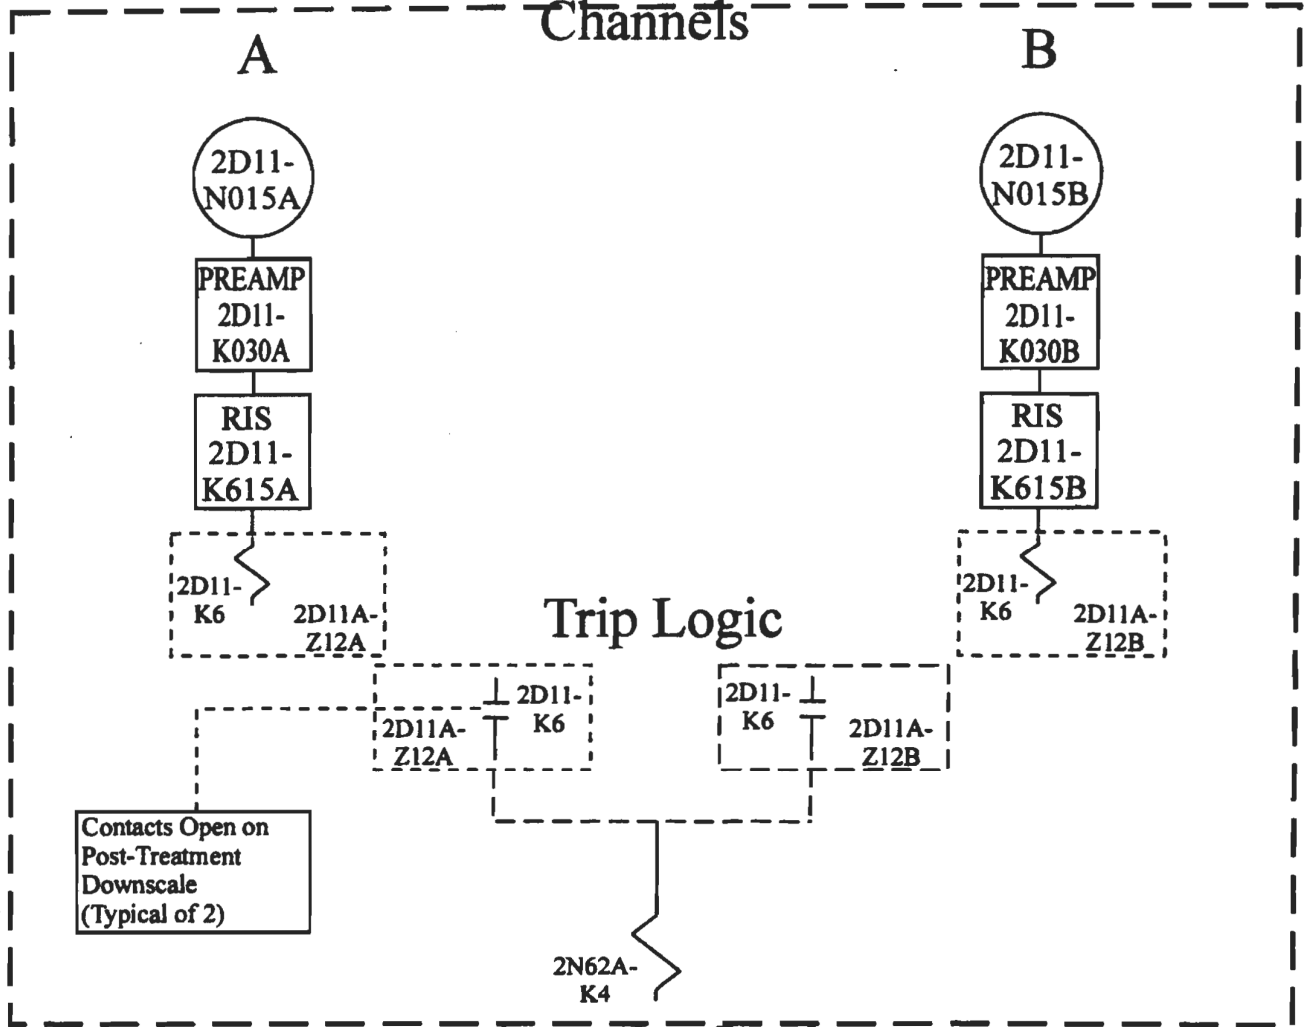 Channels
A
B
2D11-
N015A
2D11-
N015B
PREAMP
2D11-
K030A
PREAMP
2D11-
K030B
RIS
2D11-
K615A
RIS
2D11-
K615B
2D11-
K6
2D11A-
Z12A
2D11-
K6
2D11A-
Z12B
Trip Logic
2D11-
K6
2D11A-
Z12A
2D11-
K6
2D11A-
Z12B
Contacts Open on
Post-Treatment
Downscale
(Typical of 2)
2N62A-
K4